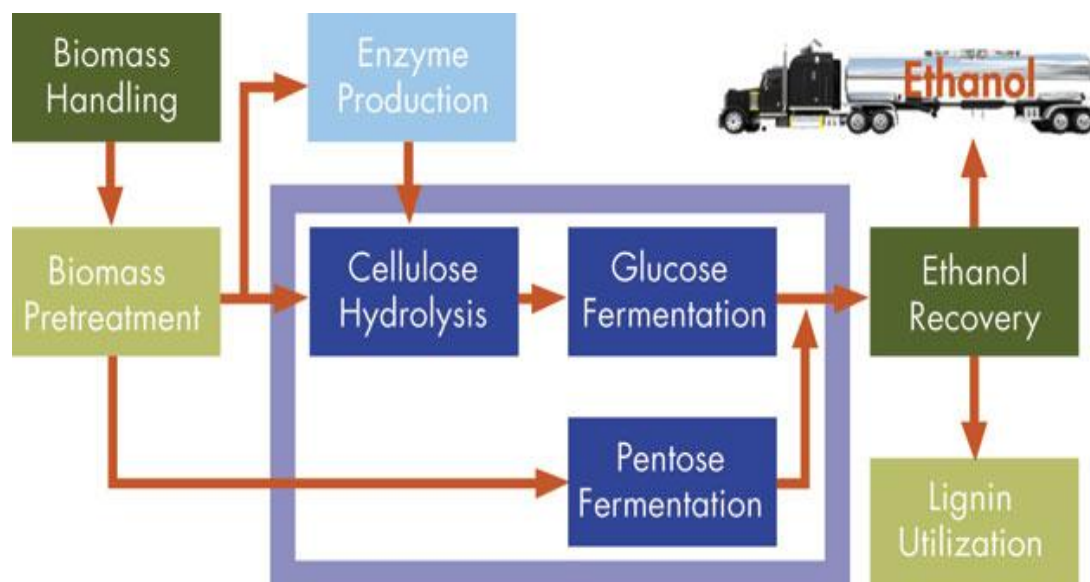 Biomass
Handling
Enzyme
Production
Ethanol
Biomass
Pretreatment
Cellulose
Hydrolysis
Glucose
Fermentation
Ethanol
Recovery
Pentose
Fermentation
Lignin
Utilization